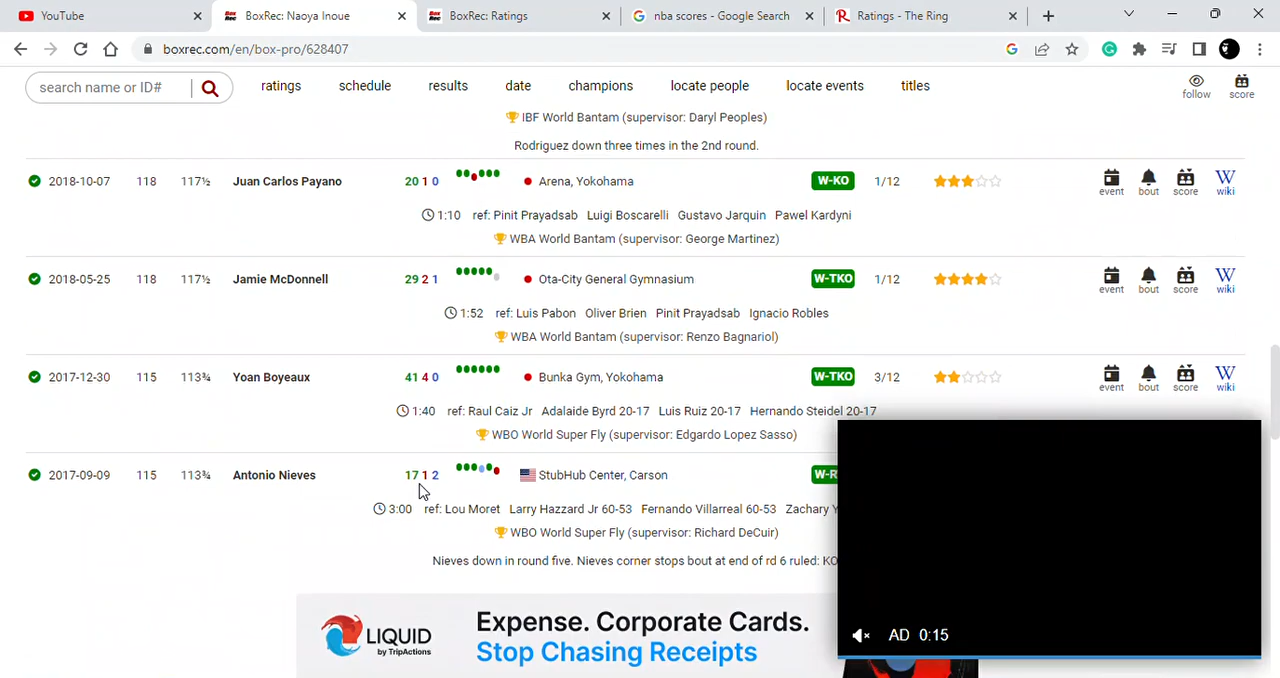 YouTube
BoxRec: Naoya Inoue
BoxRec: Ratings
nba scores - Google Search
Ratings - The Ring
boxrec.com/en/box-pro/628407
search name or ID# ratings schedule results date champions locate people locate events titles follow score
IBF World Bantam (supervisor: Daryl Peoples)
Rodriguez down three times in the 2nd round.
2018-10-07 118 117½ Juan Carlos Payano 20 1 0 Arena, Yokohama W-KO 1/12 event bout score wiki
1:10 ref: Pinit Prayadsab Luigi Boscarelli Gustavo Jarquin Pawel Kardyni
WBA World Bantam (supervisor: George Martinez)
2018-05-25 118 117½ Jamie McDonnell 29 2 1 Ota-City General Gymnasium W-TKO 1/12 event bout score wiki
1:52 ref: Luis Pabon Oliver Brien Pinit Prayadsab Ignacio Robles
WBA World Bantam (supervisor: Renzo Bagnariol)
2017-12-30 115 113¾ Yoan Boyeaux 41 4 0 Bunka Gym, Yokohama W-TKO 3/12 event bout score wiki
1:40 ref: Raul Caiz Jr Adalaide Byrd 20-17 Luis Ruiz 20-17 Hernando Steidel 20-17
WBO World Super Fly (supervisor: Edgardo Lopez Sasso)
2017-09-09 115 113¾ Antonio Nieves 17 1 2 StubHub Center, Carson W-R
3:00 ref: Lou Moret Larry Hazzard Jr 60-53 Fernando Villarreal 60-53 Zachary Y
WBO World Super Fly (supervisor: Richard DeCuir)
Nieves down in round five. Nieves corner stops bout at end of rd 6 ruled: KO
LIQUID
by TripActions
Expense. Corporate Cards.
Stop Chasing Receipts
AD 0:15